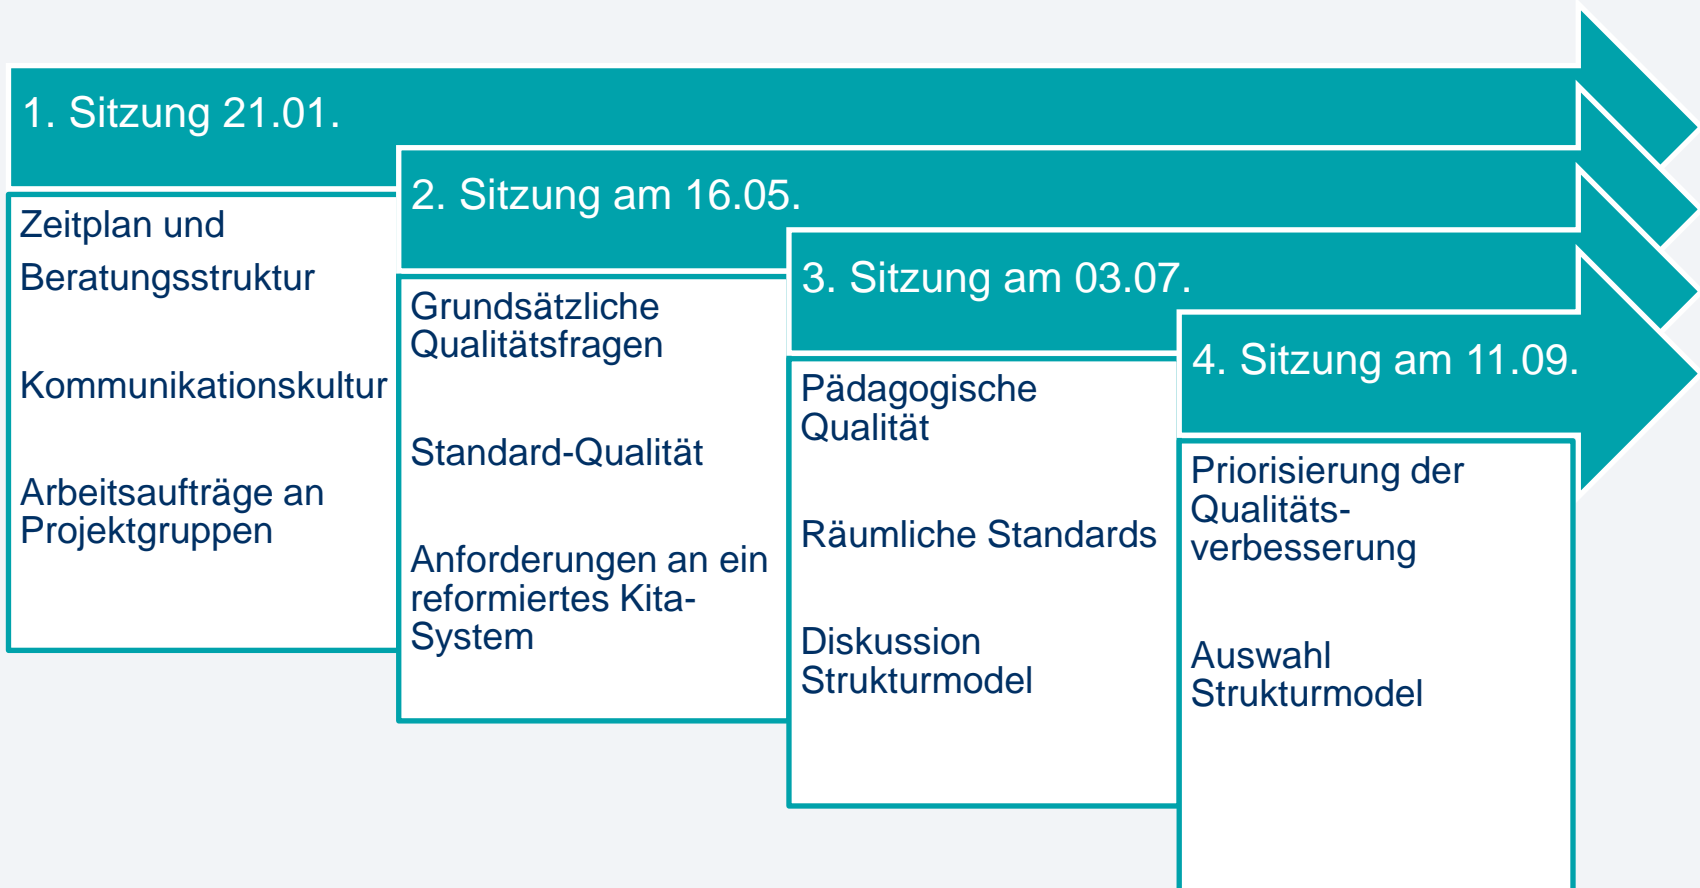 1. Sitzung 21.01.
Zeitplan und
Beratungsstruktur
Kommunikationskultur
Arbeitsaufträge an
Projektgruppen
2. Sitzung am 16.05.
Grundsätzliche
Qualitätsfragen
Standard-Qualität
Anforderungen an ein
reformiertes Kita-
System
3. Sitzung am 03.07.
Pädagogische
Qualität
Räumliche Standards
Diskussion
Strukturmodel
4. Sitzung am 11.09.
Priorisierung der
Qualitäts-
verbesserung
Auswahl
Strukturmodel